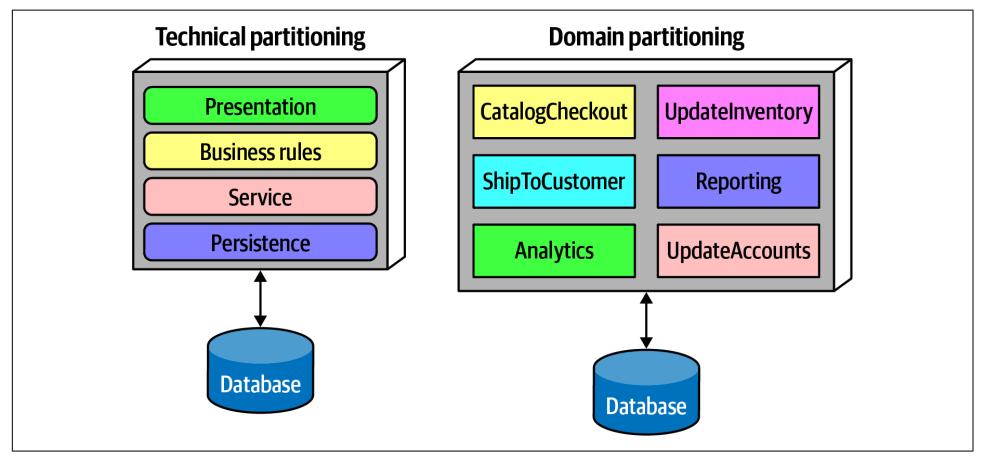 Technical partitioning
Presentation
Business rules
Service
Persistence
Database
Domain partitioning
CatalogCheckout
UpdateInventory
ShipToCustomer
Reporting
Analytics
UpdateAccounts
Database